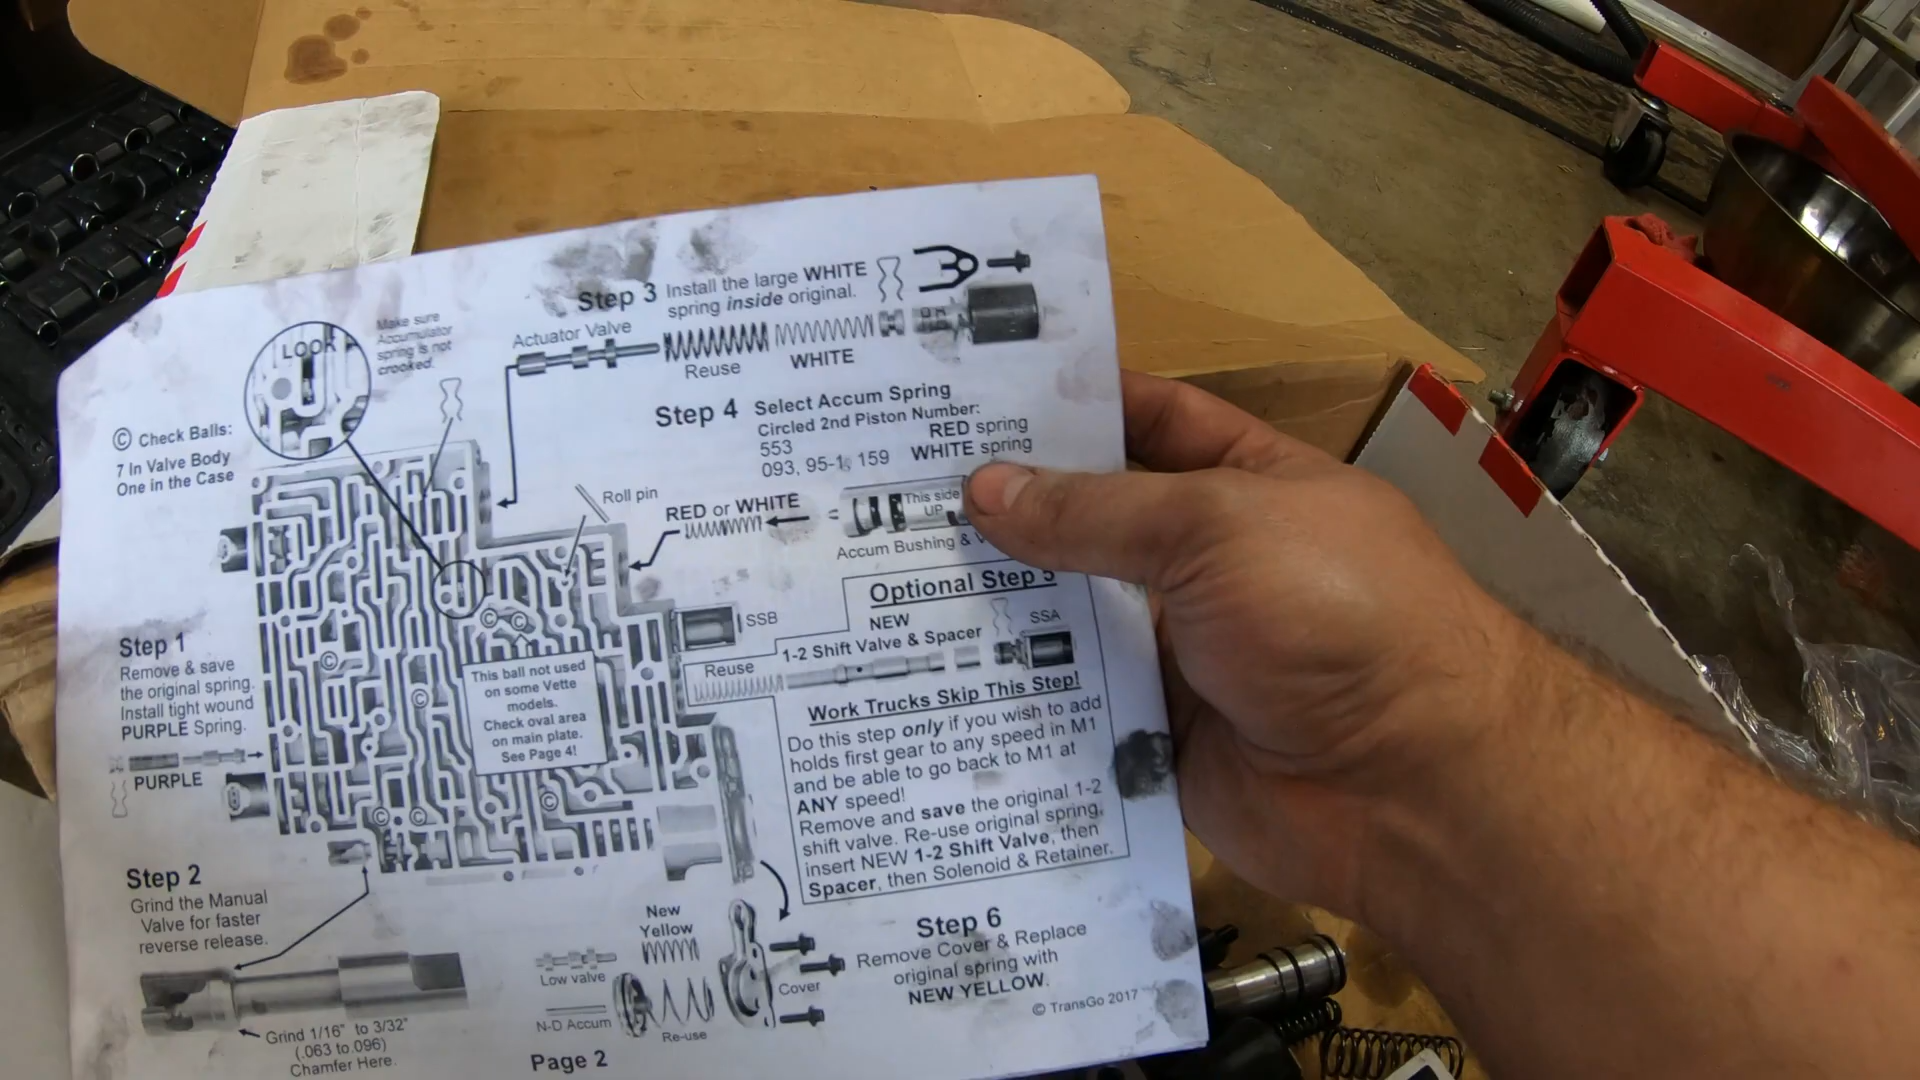 Step 3 Install the large WHITE
spring inside original.
Make sure
Accumulator
spring is not
crooked.
LOOK
Actuator Valve
Reuse
WHITE
Step 4 Select Accum Spring
Circled 2nd Piston Number:
553 RED spring
093, 95-1, 159 WHITE spring
© Check Balls:
7 In Valve Body
One in the Case
Roll pin
RED or WHITE
=
This side
UP
Accum Bushing &
Optional Step 5
NEW
1-2 Shift Valve & Spacer
SSA
SSB
Reuse
Work Trucks Skip This Step!
Do this step only if you wish to add
holds first gear to any speed in M1
and be able to go back to M1 at
ANY speed!
Remove and save the original 1-2
shift valve. Re-use original spring,
insert NEW 1-2 Shift Valve, then
Spacer, then Solenoid & Retainer.
© ©
©
©
©
© ©
This ball not used
on some Vette
models.
Check oval area
on main plate.
See Page 4!
Step 1
Remove & save
the original spring.
Install tight wound
PURPLE Spring.
PURPLE
Step 2
Grind the Manual
Valve for faster
reverse release.
Grind 1/16" to 3/32"
(.063 to.096)
Chamfer Here.
New
Yellow
Low valve
N-D Accum
Re-use
Cover
Step 6
Remove Cover & Replace
original spring with
NEW YELLOW.
© TransGo 2017
Page 2